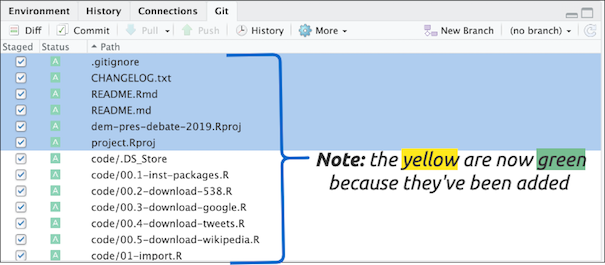 Environment History Connections Git
Diff Commit Pull Push History More New Branch (no branch)
Staged Status Path
A .gitignore
A CHANGELOG.txt
A README.Rmd
A README.md
A dem-pres-debate-2019.Rproj
A project.Rproj
A code/.DS_Store
A code/00.1-inst-packages.R
A code/00.2-download-538.R
A code/00.3-download-google.R
A code/00.4-download-tweets.R
A code/00.5-download-wikipedia.R
A code/01-import.R
Note: the yellow are now green
because they've been added